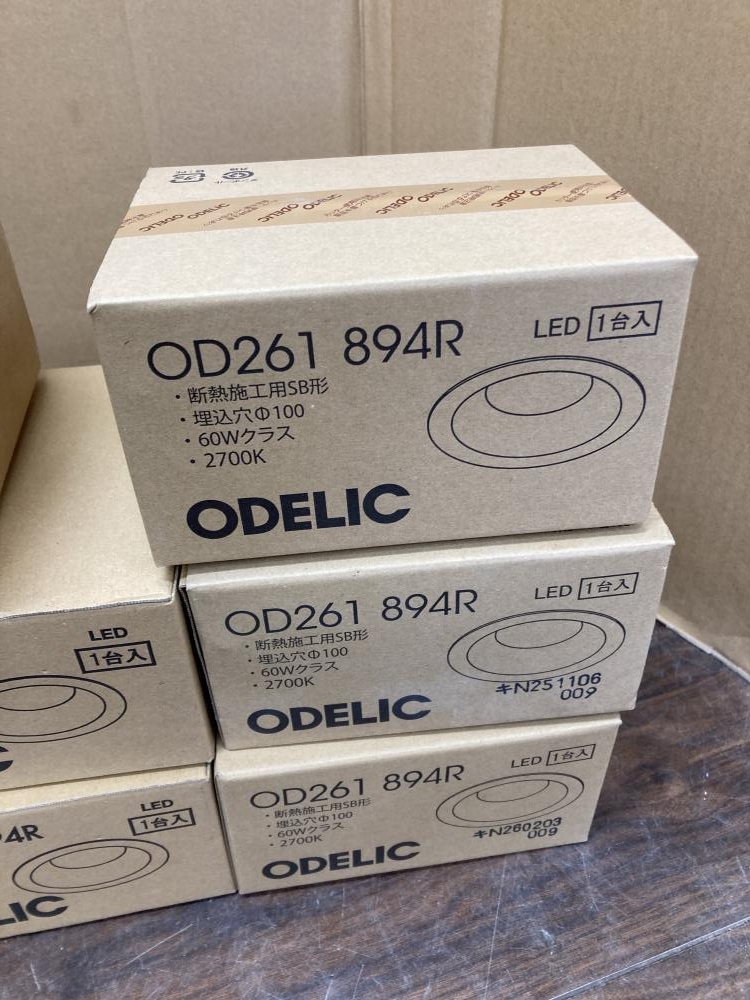 ODELIC
ODELIC
ODELIC
OD261 894R
LED 1台入
・断熱施工用SB形
・埋込穴Φ100
・60Wクラス
・2700K
ODELIC
OD261 894R
LED 1台入
・断熱施工用SB形
・埋込穴Φ100
・60Wクラス
・2700K
キN251106
009
ODELIC
OD261 894R
LED 1台入
・断熱施工用SB形
・埋込穴Φ100
・60Wクラス
・2700K
キN260203
009
ODELIC
LED
1台入
C
LED
4R
1台入
LIC